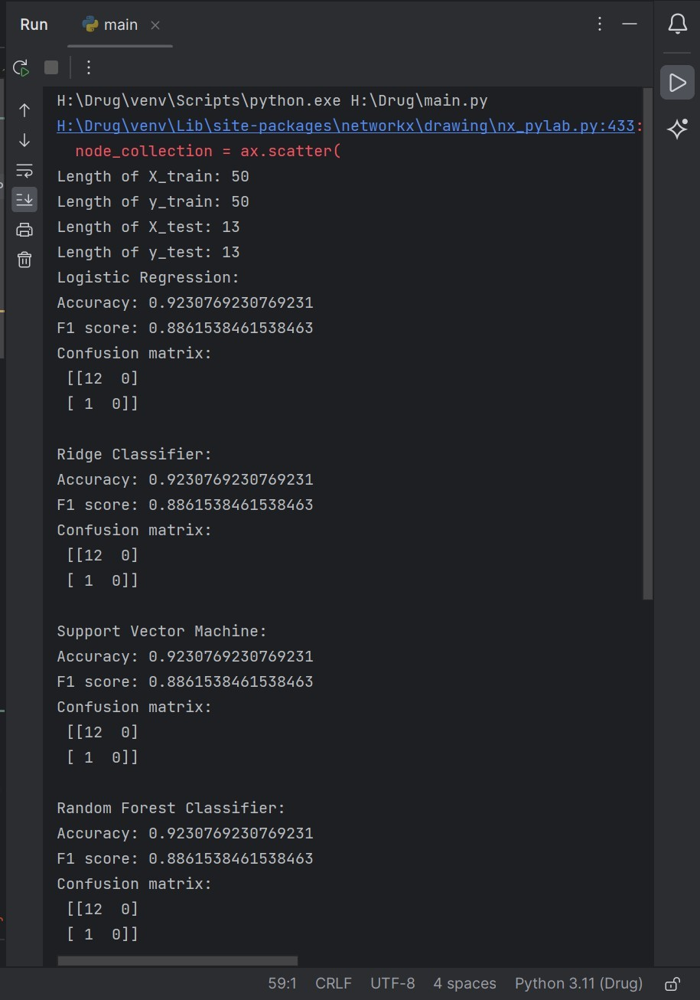 Run main
H:\Drug\venv\Scripts\python.exe H:\Drug\main.py
H:\Drug\venv\Lib\site-packages\networkx\drawing\nx_pylab.py:433:
node_collection = ax.scatter(
Length of X_train: 50
Length of y_train: 50
Length of X_test: 13
Length of y_test: 13
Logistic Regression:
Accuracy: 0.9230769230769231
F1 score: 0.8861538461538463
Confusion matrix:
[[12  0]
[ 1  0]]
Ridge Classifier:
Accuracy: 0.9230769230769231
F1 score: 0.8861538461538463
Confusion matrix:
[[12  0]
[ 1  0]]
Support Vector Machine:
Accuracy: 0.9230769230769231
F1 score: 0.8861538461538463
Confusion matrix:
[[12  0]
[ 1  0]]
Random Forest Classifier:
Accuracy: 0.9230769230769231
F1 score: 0.8861538461538463
Confusion matrix:
[[12  0]
[ 1  0]]
59:1 CRLF UTF-8 4 spaces Python 3.11 (Drug)